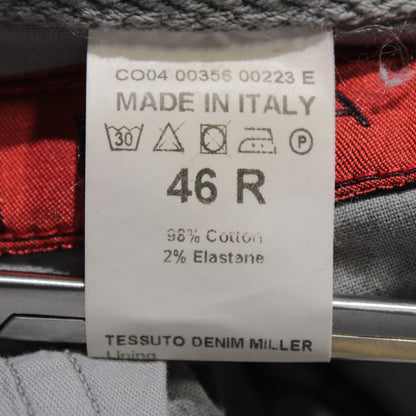 CO04 00356 00223 E
MADE IN ITALY
30 P
46 R
98% Cotton
2% Elastane
TESSUTO DENIM MILLER
Lining